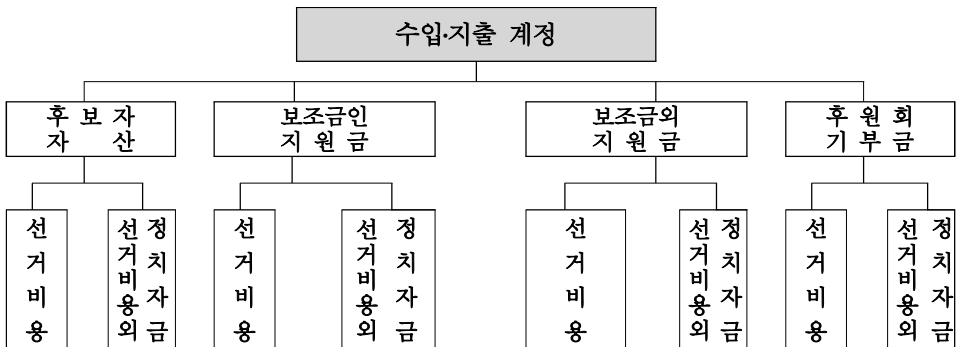 수입·지출 계정
후 보 자
자 산
보조금인
지 원 금
보조금외
지 원 금
후 원 회
기 부 금
선거비용
선거비용외
정치자금
선거비용
선거비용외
정치자금
선거비용
선거비용외
정치자금
선거비용
선거비용외
정치자금